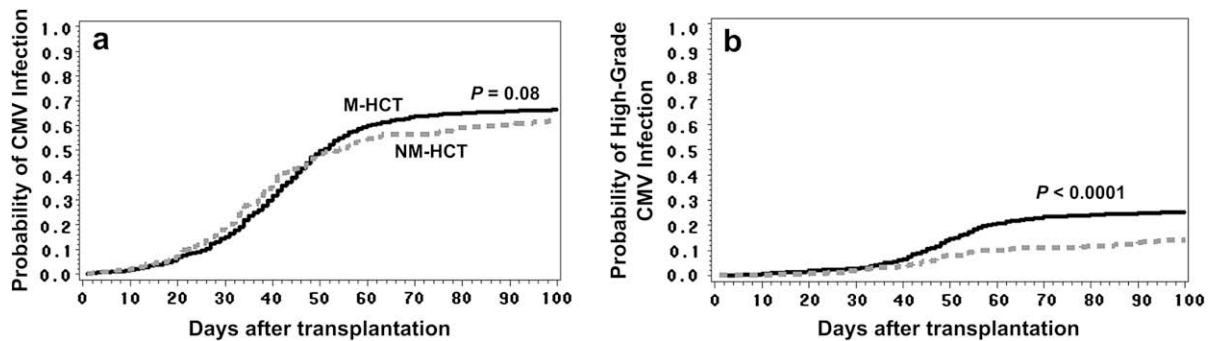 a
Probability of CMV Infection
1.0
0.9
0.8
0.7
0.6
0.5
0.4
0.3
0.2
0.1
0.0
M-HCT
P = 0.08
NM-HCT
0 10 20 30 40 50 60 70 80 90 100
Days after transplantation
b
Probability of High-Grade
CMV Infection
1.0
0.9
0.8
0.7
0.6
0.5
0.4
0.3
0.2
0.1
0.0
P < 0.0001
0 10 20 30 40 50 60 70 80 90 100
Days after transplantation